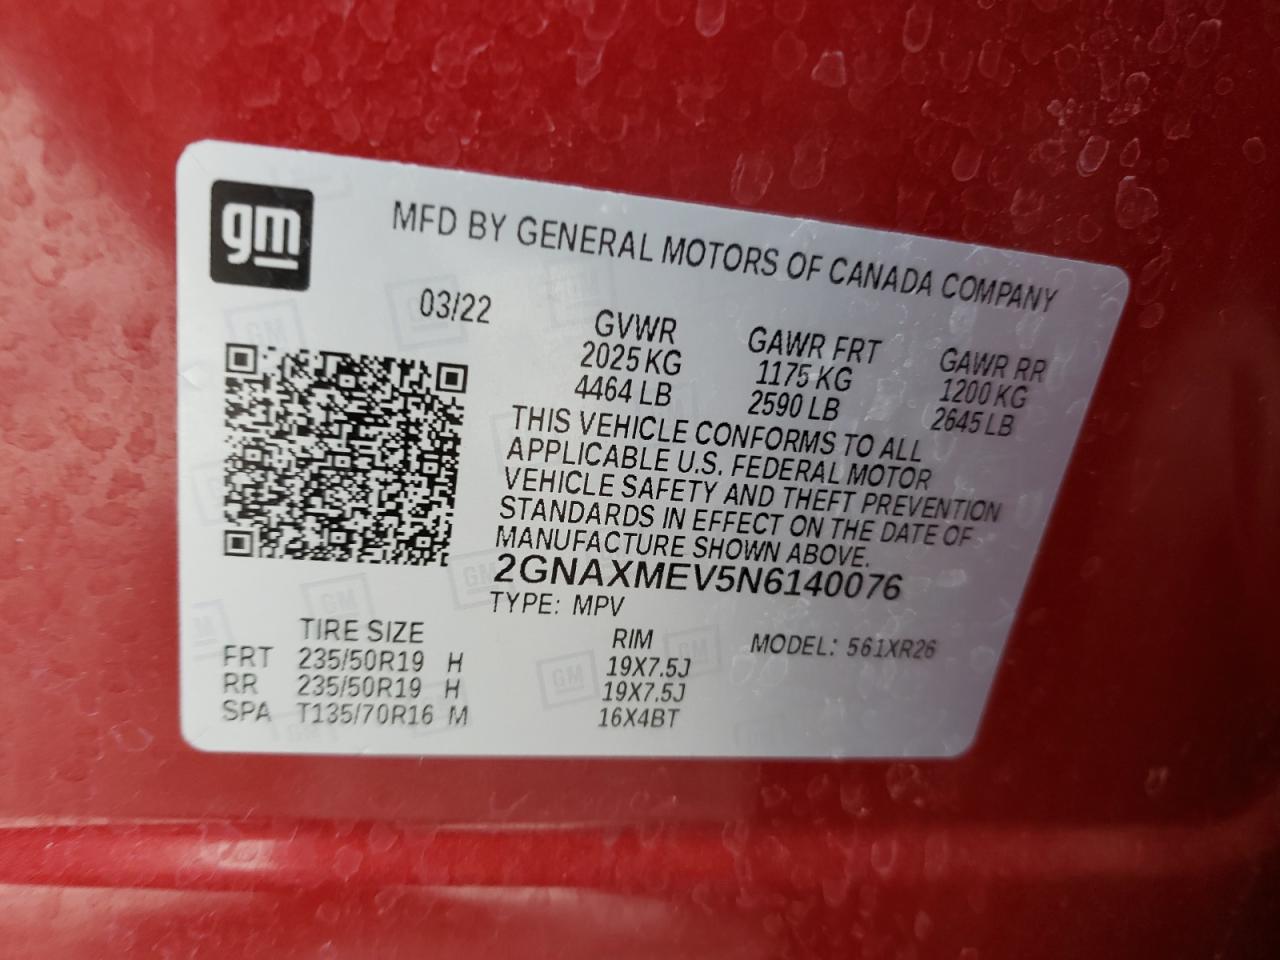 gm
MFD BY GENERAL MOTORS OF CANADA COMPANY
03/22
GVWR GAWR FRT GAWR RR
2025 KG 1175 KG 1200 KG
4464 LB 2590 LB 2645 LB
THIS VEHICLE CONFORMS TO ALL
APPLICABLE U.S. FEDERAL MOTOR
VEHICLE SAFETY AND THEFT PREVENTION
STANDARDS IN EFFECT ON THE DATE OF
MANUFACTURE SHOWN ABOVE.
2GNAXMEV5N6140076
TYPE: MPV
TIRE SIZE RIM MODEL: 561XR26
FRT 235/50R19 H 19X7.5J
RR 235/50R19 H 19X7.5J
SPA T135/70R16 M 16X4BT